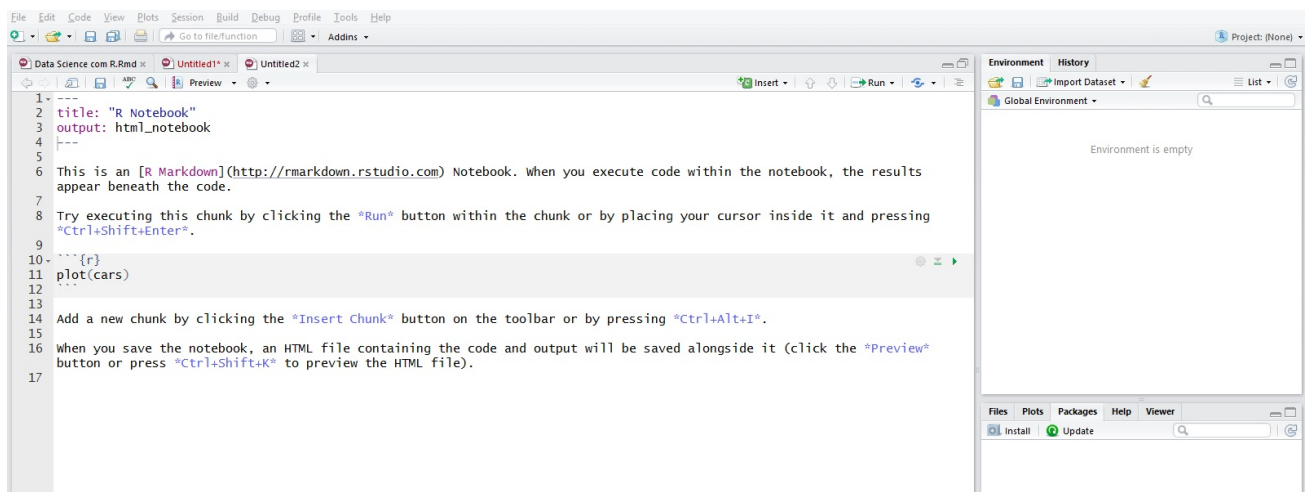 File Edit Code View Plots Session Build Debug Profile Tools Help
Go to file/function Addins Project: (None)
Data Science com R.Rmd × Untitled1* × Untitled2 × Environment History
ABC Preview Insert Run Import Dataset List
Global Environment
1 ---
2 title: "R Notebook"
3 output: html_notebook
4 ---
Environment is empty
5
6 This is an [R Markdown](http://rmarkdown.rstudio.com) Notebook. When you execute code within the notebook, the results
appear beneath the code.
7
8 Try executing this chunk by clicking the *Run* button within the chunk or by placing your cursor inside it and pressing
*Ctrl+Shift+Enter*.
9
10 ```{r}
11 plot(cars)
12 ```
13
14 Add a new chunk by clicking the *Insert Chunk* button on the toolbar or by pressing *Ctrl+Alt+I*.
15
16 When you save the notebook, an HTML file containing the code and output will be saved alongside it (click the *Preview*
button or press *Ctrl+Shift+K* to preview the HTML file).
17
Files Plots Packages Help Viewer
Install Update